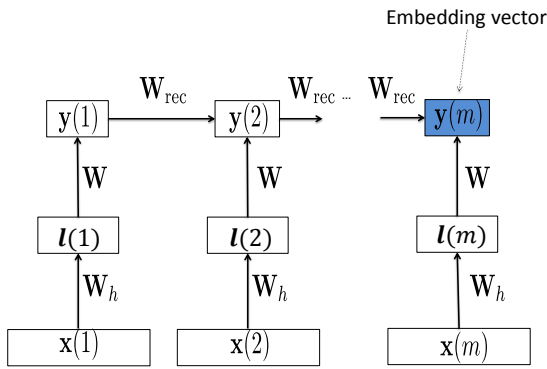 Embedding vector
W_rec W_rec ... W_rec
y(1) y(2) y(m)
W W W
l(1) l(2) l(m)
W_h W_h W_h
x(1) x(2) x(m)